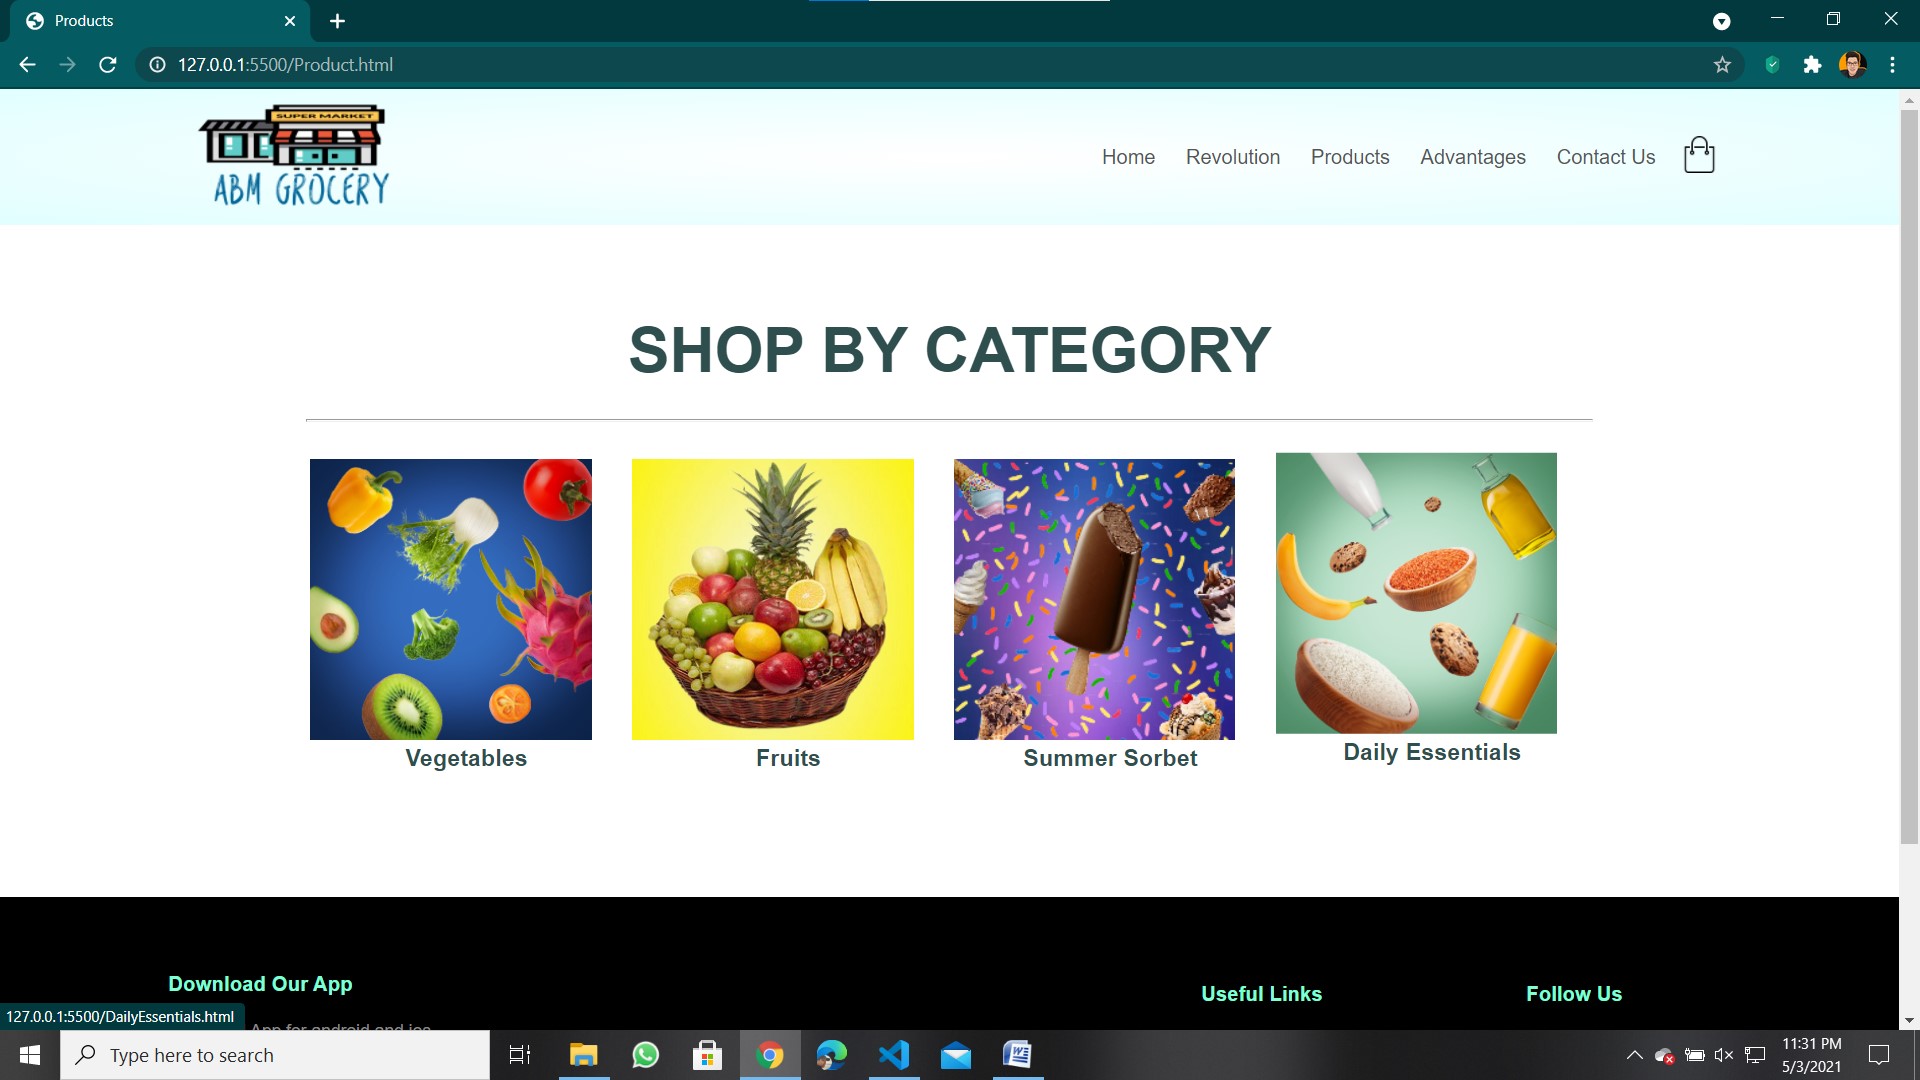 Products
127.0.0.1:5500/Product.html
SUPER MARKET
ABM GROCERY
Home Revolution Products Advantages Contact Us
SHOP BY CATEGORY
Vegetables Fruits Summer Sorbet Daily Essentials
Download Our App
Useful Links Follow Us
127.0.0.1:5500/DailyEssentials.html
App for android and ios
Type here to search
11:31 PM
5/3/2021